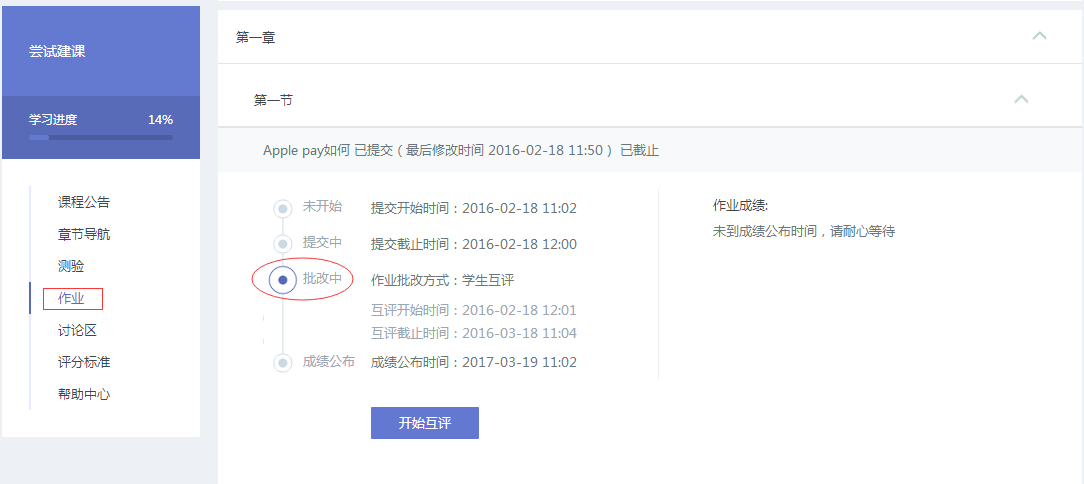 尝试建课
学习进度 14%
课程公告
章节导航
测验
作业
讨论区
评分标准
帮助中心
第一章
第一节
Apple pay如何 已提交（最后修改时间 2016-02-18 11:50） 已截止
未开始 提交开始时间：2016-02-18 11:02
提交中 提交截止时间：2016-02-18 12:00
批改中 作业批改方式：学生互评
互评开始时间：2016-02-18 12:01
互评截止时间：2016-03-18 11:04
成绩公布 成绩公布时间：2017-03-19 11:02
开始互评
作业成绩:
未到成绩公布时间，请耐心等待